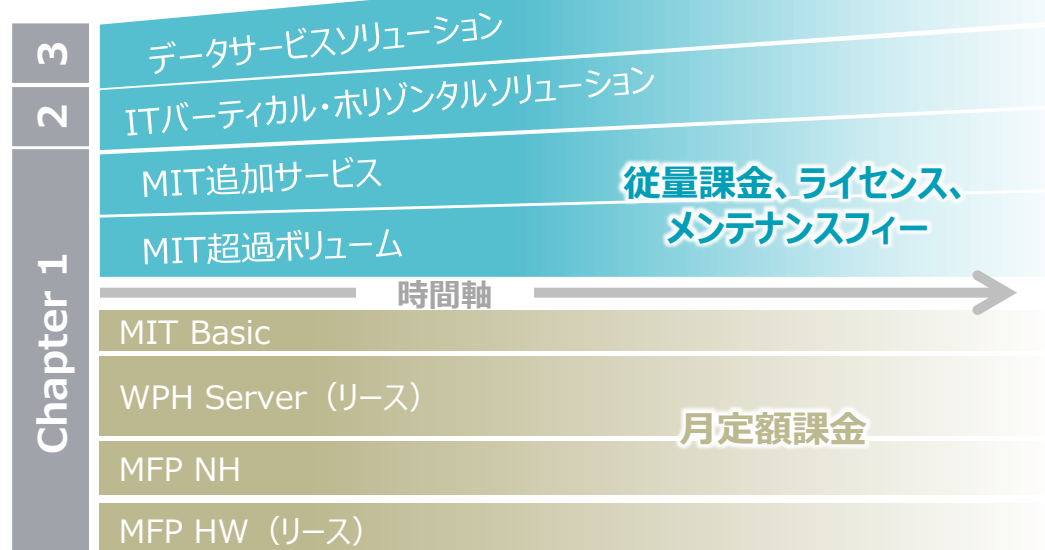 3
データサービスソリューション
2
ITバーティカル・ホリゾンタルソリューション
Chapter 1
MIT追加サービス
MIT超過ボリューム
従量課金、ライセンス、
メンテナンスフィー
時間軸
MIT Basic
WPH Server（リース）
MFP NH
MFP HW（リース）
月定額課金